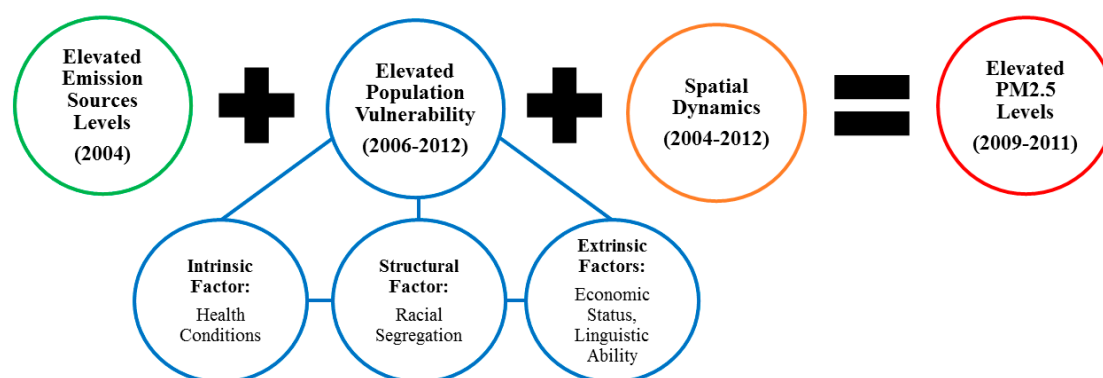 Elevated
Emission
Sources
Levels
(2004)
Elevated
Population
Vulnerability
(2006-2012)
Spatial
Dynamics
(2004-2012)
Elevated
PM2.5
Levels
(2009-2011)
Intrinsic
Factor:
Health
Conditions
Structural
Factor:
Racial
Segregation
Extrinsic
Factors:
Economic
Status,
Linguistic
Ability